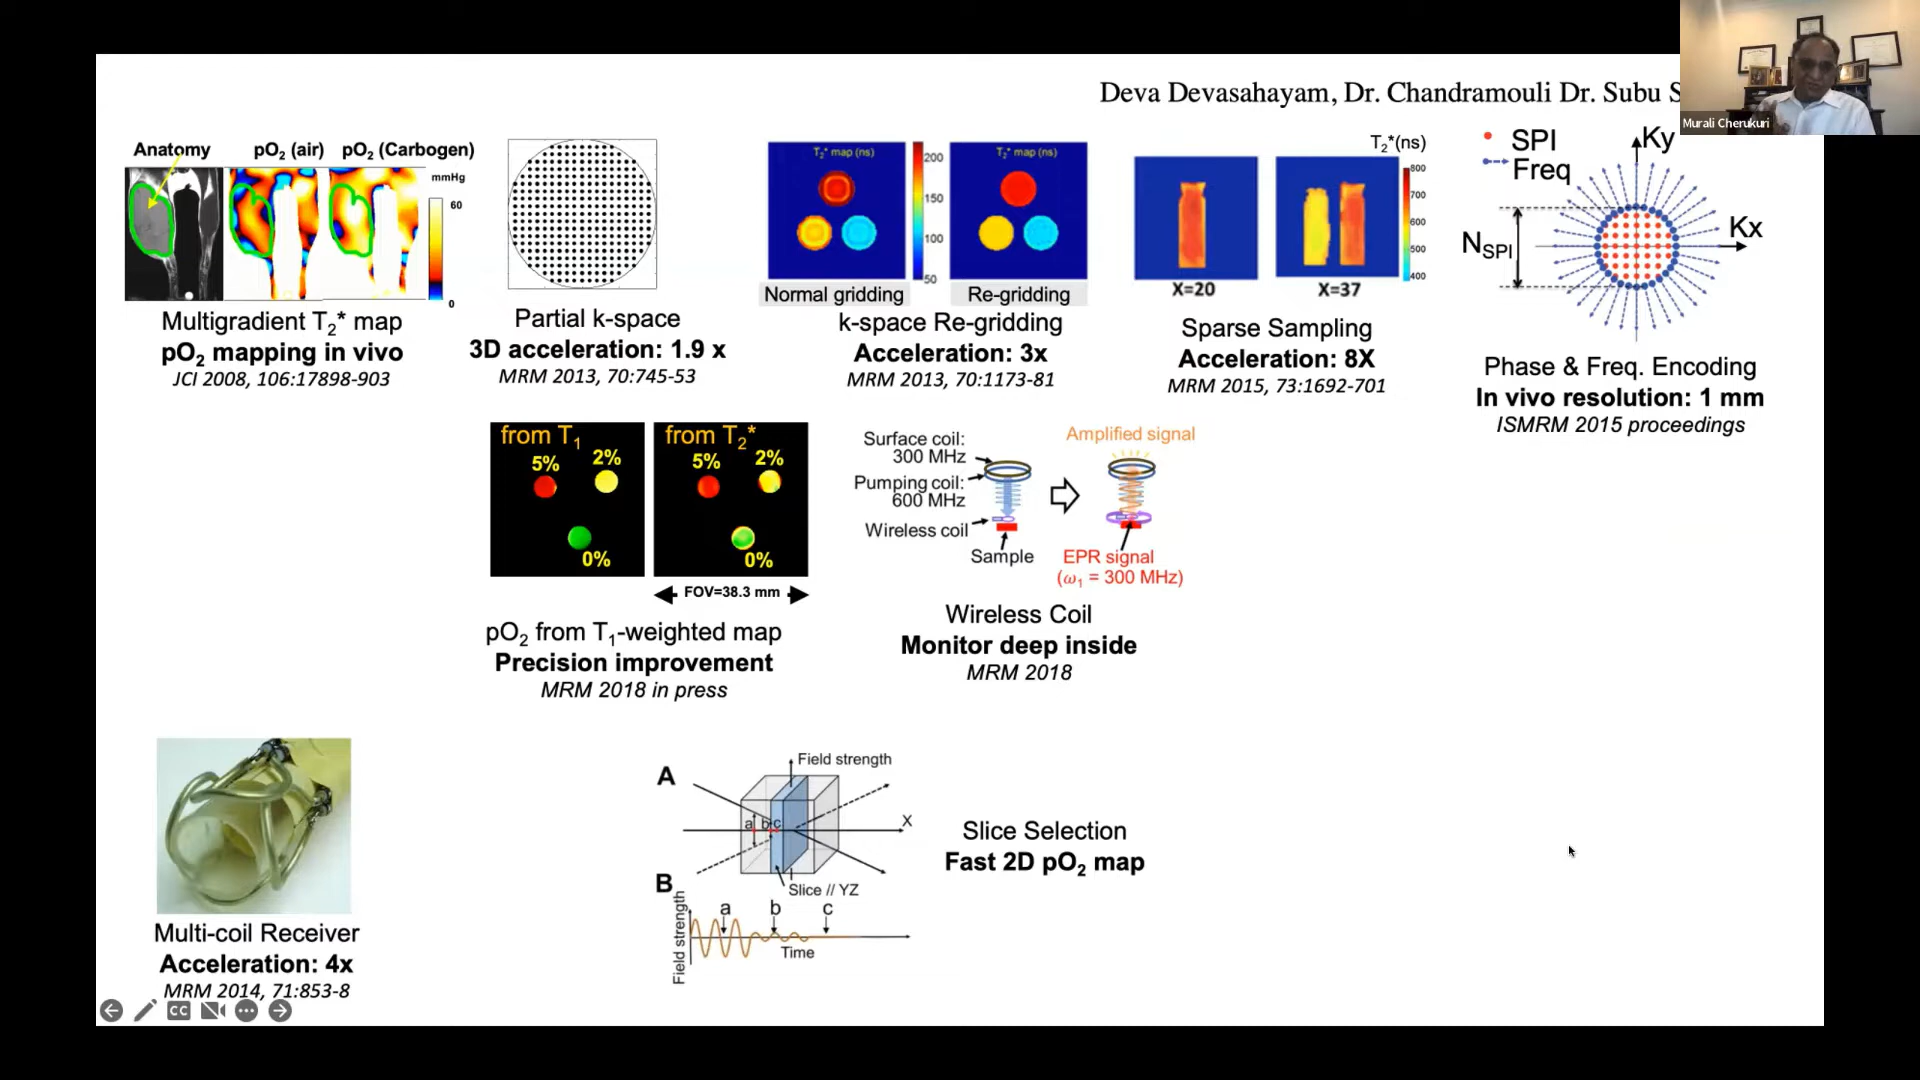 Deva Devasahayam, Dr. Chandramouli Dr. Subu S
Murali Cherukuri
Anatomy
pO2 (air)
pO2 (Carbogen)
mmHg
60
0
Multigradient T2* map
pO2 mapping in vivo
JCI 2008, 106:17898-903
Partial k-space
3D acceleration: 1.9 x
MRM 2013, 70:745-53
T2* map (ns)
200
150
100
50
T2* map (ns)
Normal gridding
Re-gridding
k-space Re-gridding
Acceleration: 3x
MRM 2013, 70:1173-81
T2*(ns)
800
700
600
500
400
X=20
X=37
Sparse Sampling
Acceleration: 8X
MRM 2015, 73:1692-701
SPI
Freq
Ky
Kx
NSPI
Phase & Freq. Encoding
In vivo resolution: 1 mm
ISMRM 2015 proceedings
from T1
5%
2%
0%
from T2*
5%
2%
0%
FOV=38.3 mm
pO2 from T1-weighted map
Precision improvement
MRM 2018 in press
Surface coil:
300 MHz
Pumping coil:
600 MHz
Wireless coil
Sample
Amplified signal
EPR signal
(ω1 = 300 MHz)
Wireless Coil
Monitor deep inside
MRM 2018
Multi-coil Receiver
Acceleration: 4x
MRM 2014, 71:853-8
A
Field strength
a
b
c
X
Slice // YZ
B
Field strength
a
b
c
Time
Slice Selection
Fast 2D pO2 map
CC